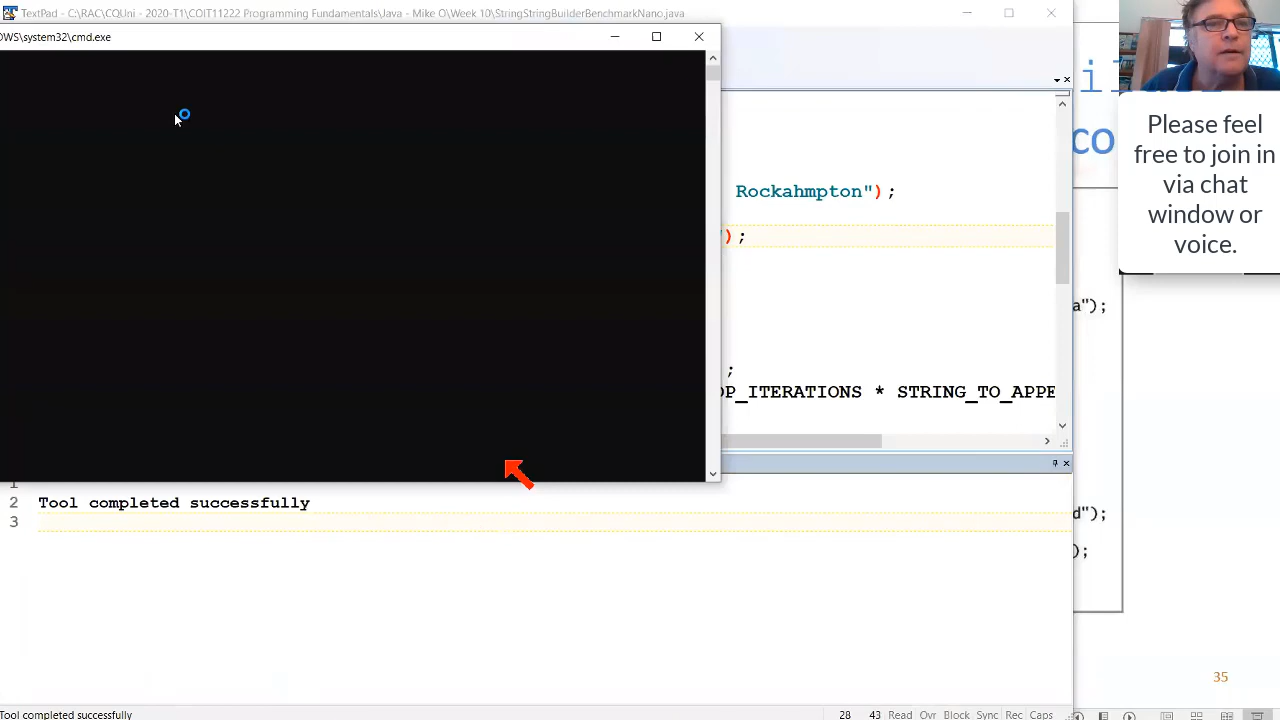 TextPad - C:\RAC\CQUni - 2020-T1\COIT11222 Programming Fundamentals\Java - Mike O\Week 10\StringStringBuilderBenchmarkNano.java
OWS\system32\cmd.exe
Rockahmpton");
");
;
OP_ITERATIONS * STRING_TO_APPE
1
2 Tool completed successfully
3
Tool completed successfully
28 43 Read Ovr Block Sync Rec Caps
co
Please feel
free to join in
via chat
window or
voice.
a");
d");
);
35